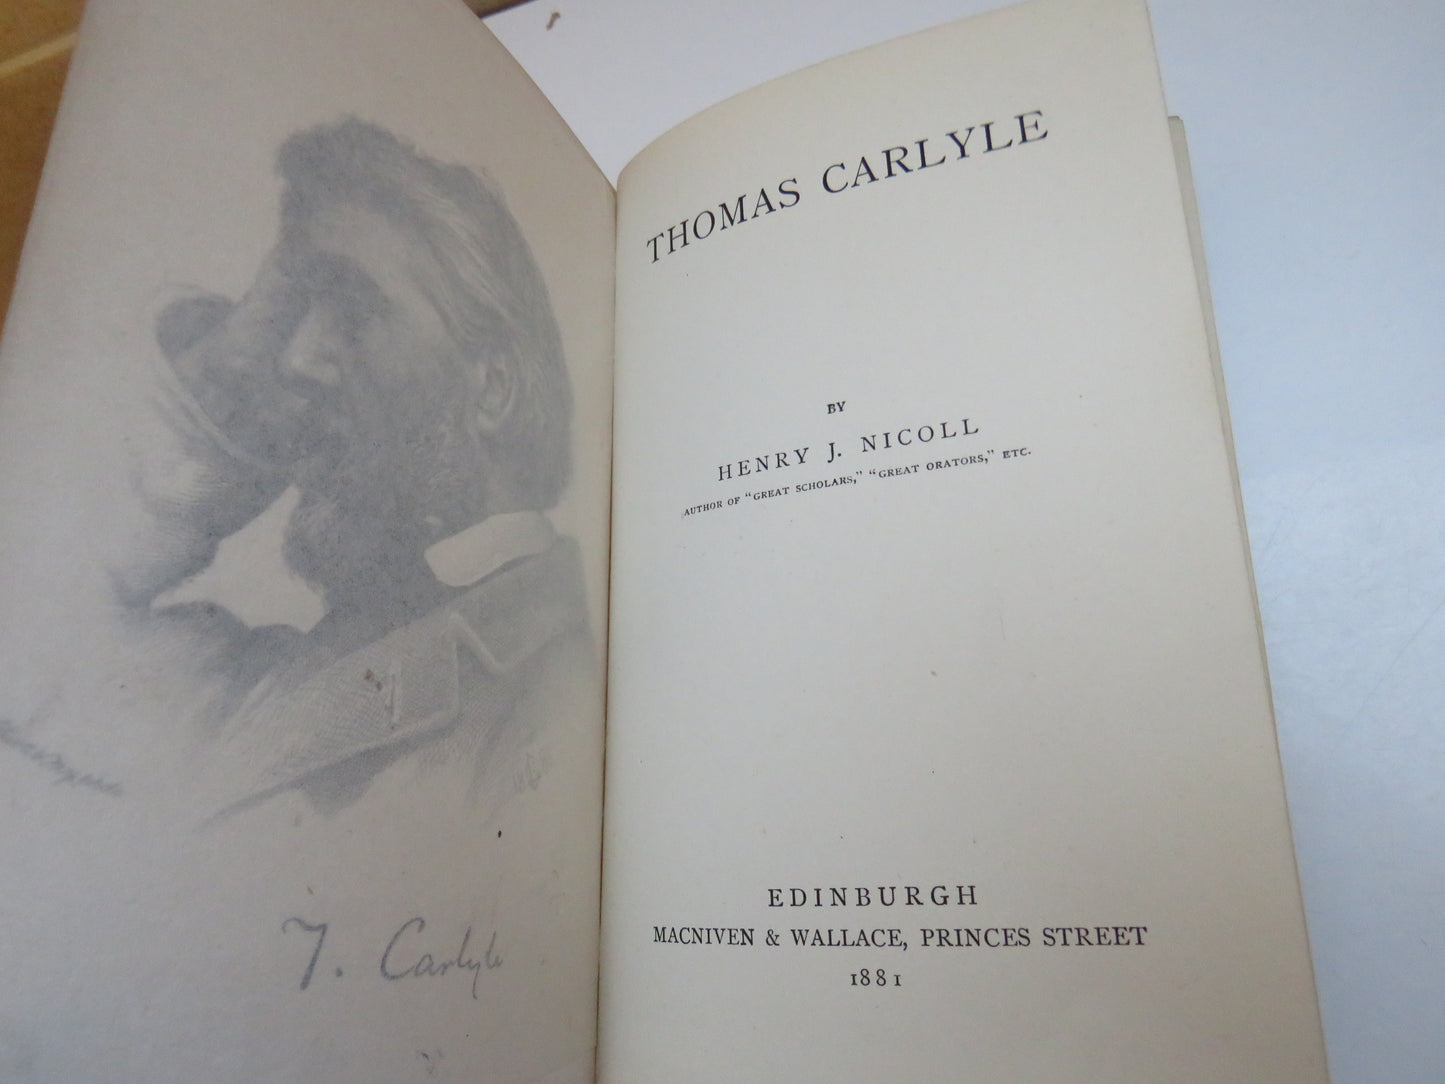 T. Carlyle
THOMAS CARLYLE
BY
HENRY J. NICOLL
AUTHOR OF "GREAT SCHOLARS," "GREAT ORATORS," ETC.
EDINBURGH
MACNIVEN & WALLACE, PRINCES STREET
1881